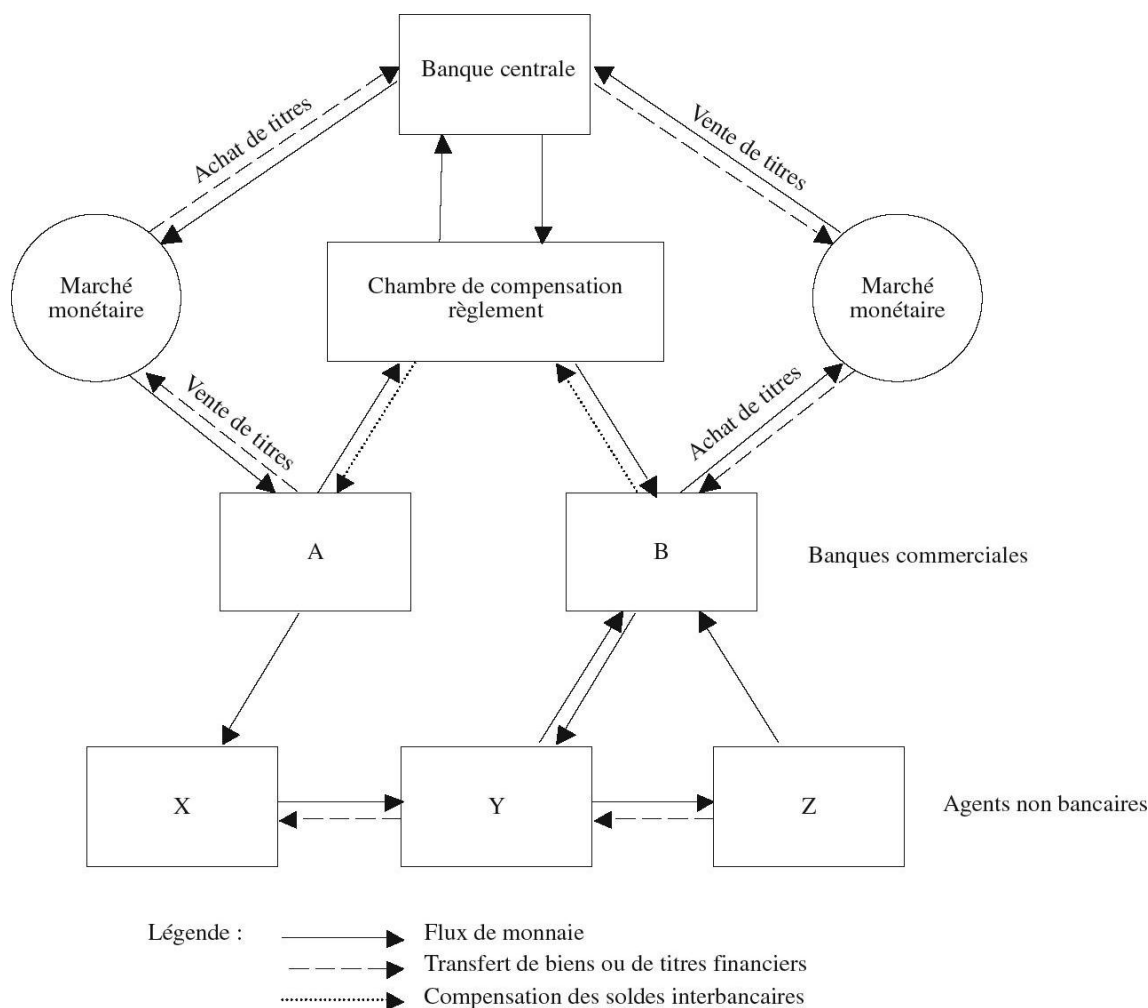 Banque centrale
Achat de titres
Vente de titres
Marché
monétaire
Chambre de compensation
règlement
Marché
monétaire
Vente de titres
Achat de titres
A
B
Banques commerciales
X
Y
Z
Agents non bancaires
Légende :
Flux de monnaie
Transfert de biens ou de titres financiers
Compensation des soldes interbancaires